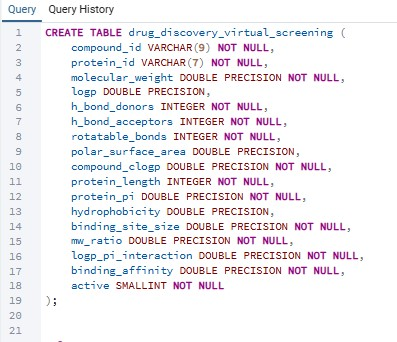 Query Query History
1 CREATE TABLE drug_discovery_virtual_screening (
2 compound_id VARCHAR(9) NOT NULL,
3 protein_id VARCHAR(7) NOT NULL,
4 molecular_weight DOUBLE PRECISION NOT NULL,
5 logp DOUBLE PRECISION,
6 h_bond_donors INTEGER NOT NULL,
7 h_bond_acceptors INTEGER NOT NULL,
8 rotatable_bonds INTEGER NOT NULL,
9 polar_surface_area DOUBLE PRECISION,
10 compound_clogp DOUBLE PRECISION NOT NULL,
11 protein_length INTEGER NOT NULL,
12 protein_pi DOUBLE PRECISION NOT NULL,
13 hydrophobicity DOUBLE PRECISION,
14 binding_site_size DOUBLE PRECISION NOT NULL,
15 mw_ratio DOUBLE PRECISION NOT NULL,
16 logp_pi_interaction DOUBLE PRECISION NOT NULL,
17 binding_affinity DOUBLE PRECISION NOT NULL,
18 active SMALLINT NOT NULL
19 );
20
21